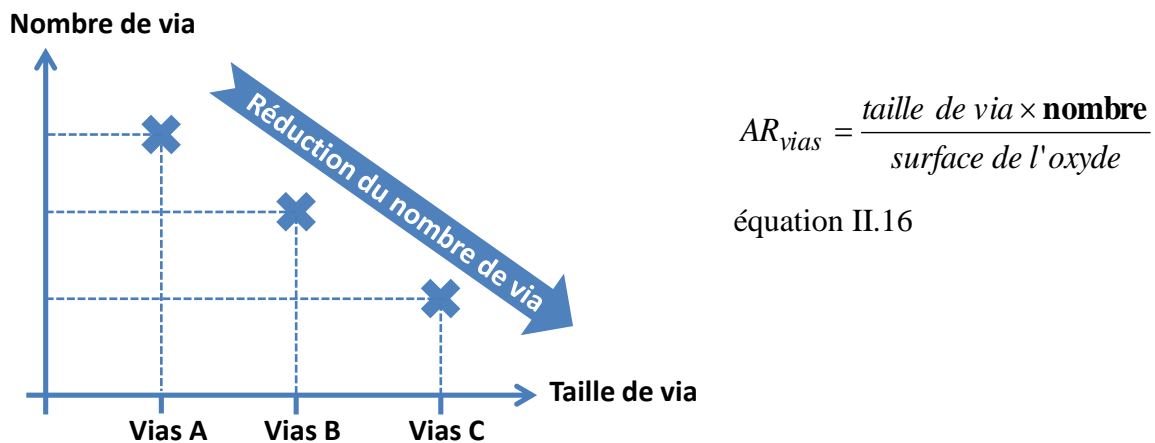 Nombre de via
Réduction du nombre de via
Taille de via
Vias A Vias B Vias C
AR_vias = taille de via × nombre / surface de l'oxyde
équation II.16